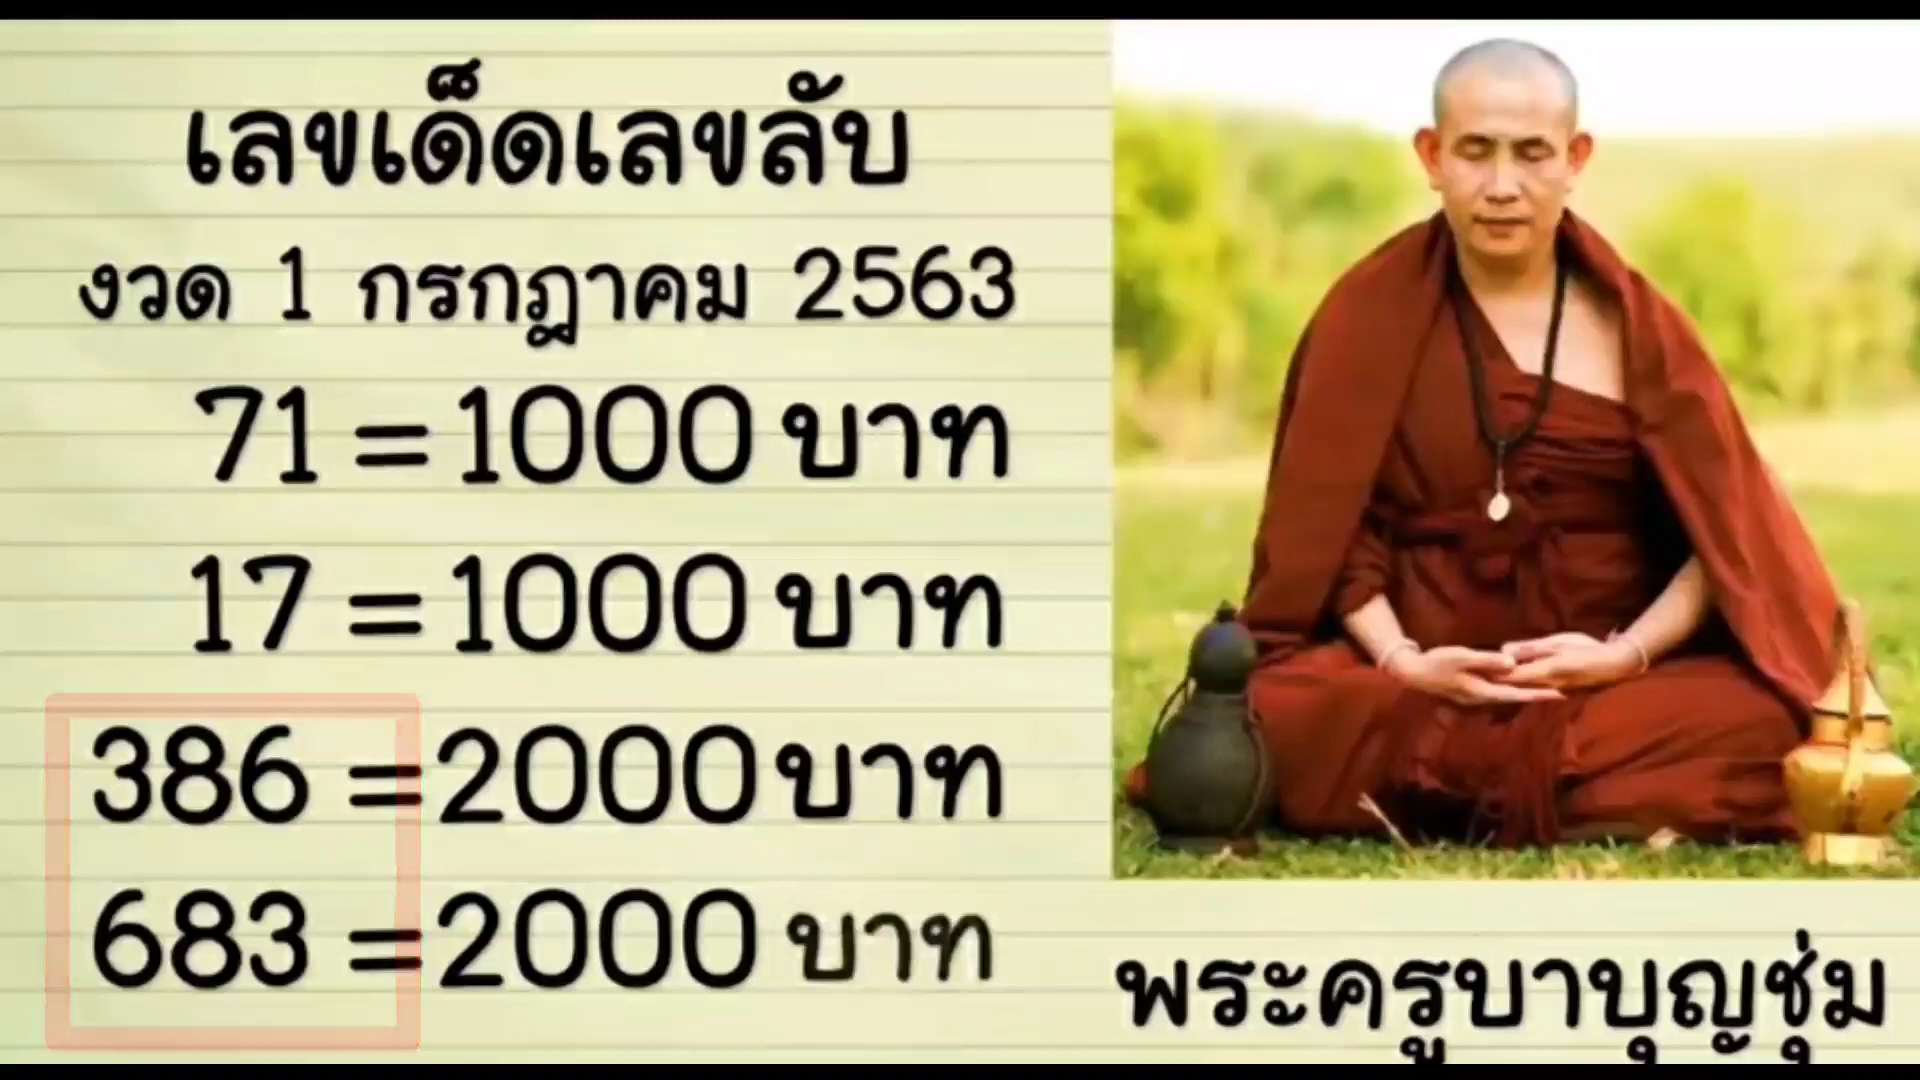 เลขเด็ดเลขลับ
งวด 1 กรกฎาคม 2563
71 = 1000 บาท
17 = 1000 บาท
386 = 2000 บาท
683 = 2000 บาท
พระครูบาบุญชุ่ม